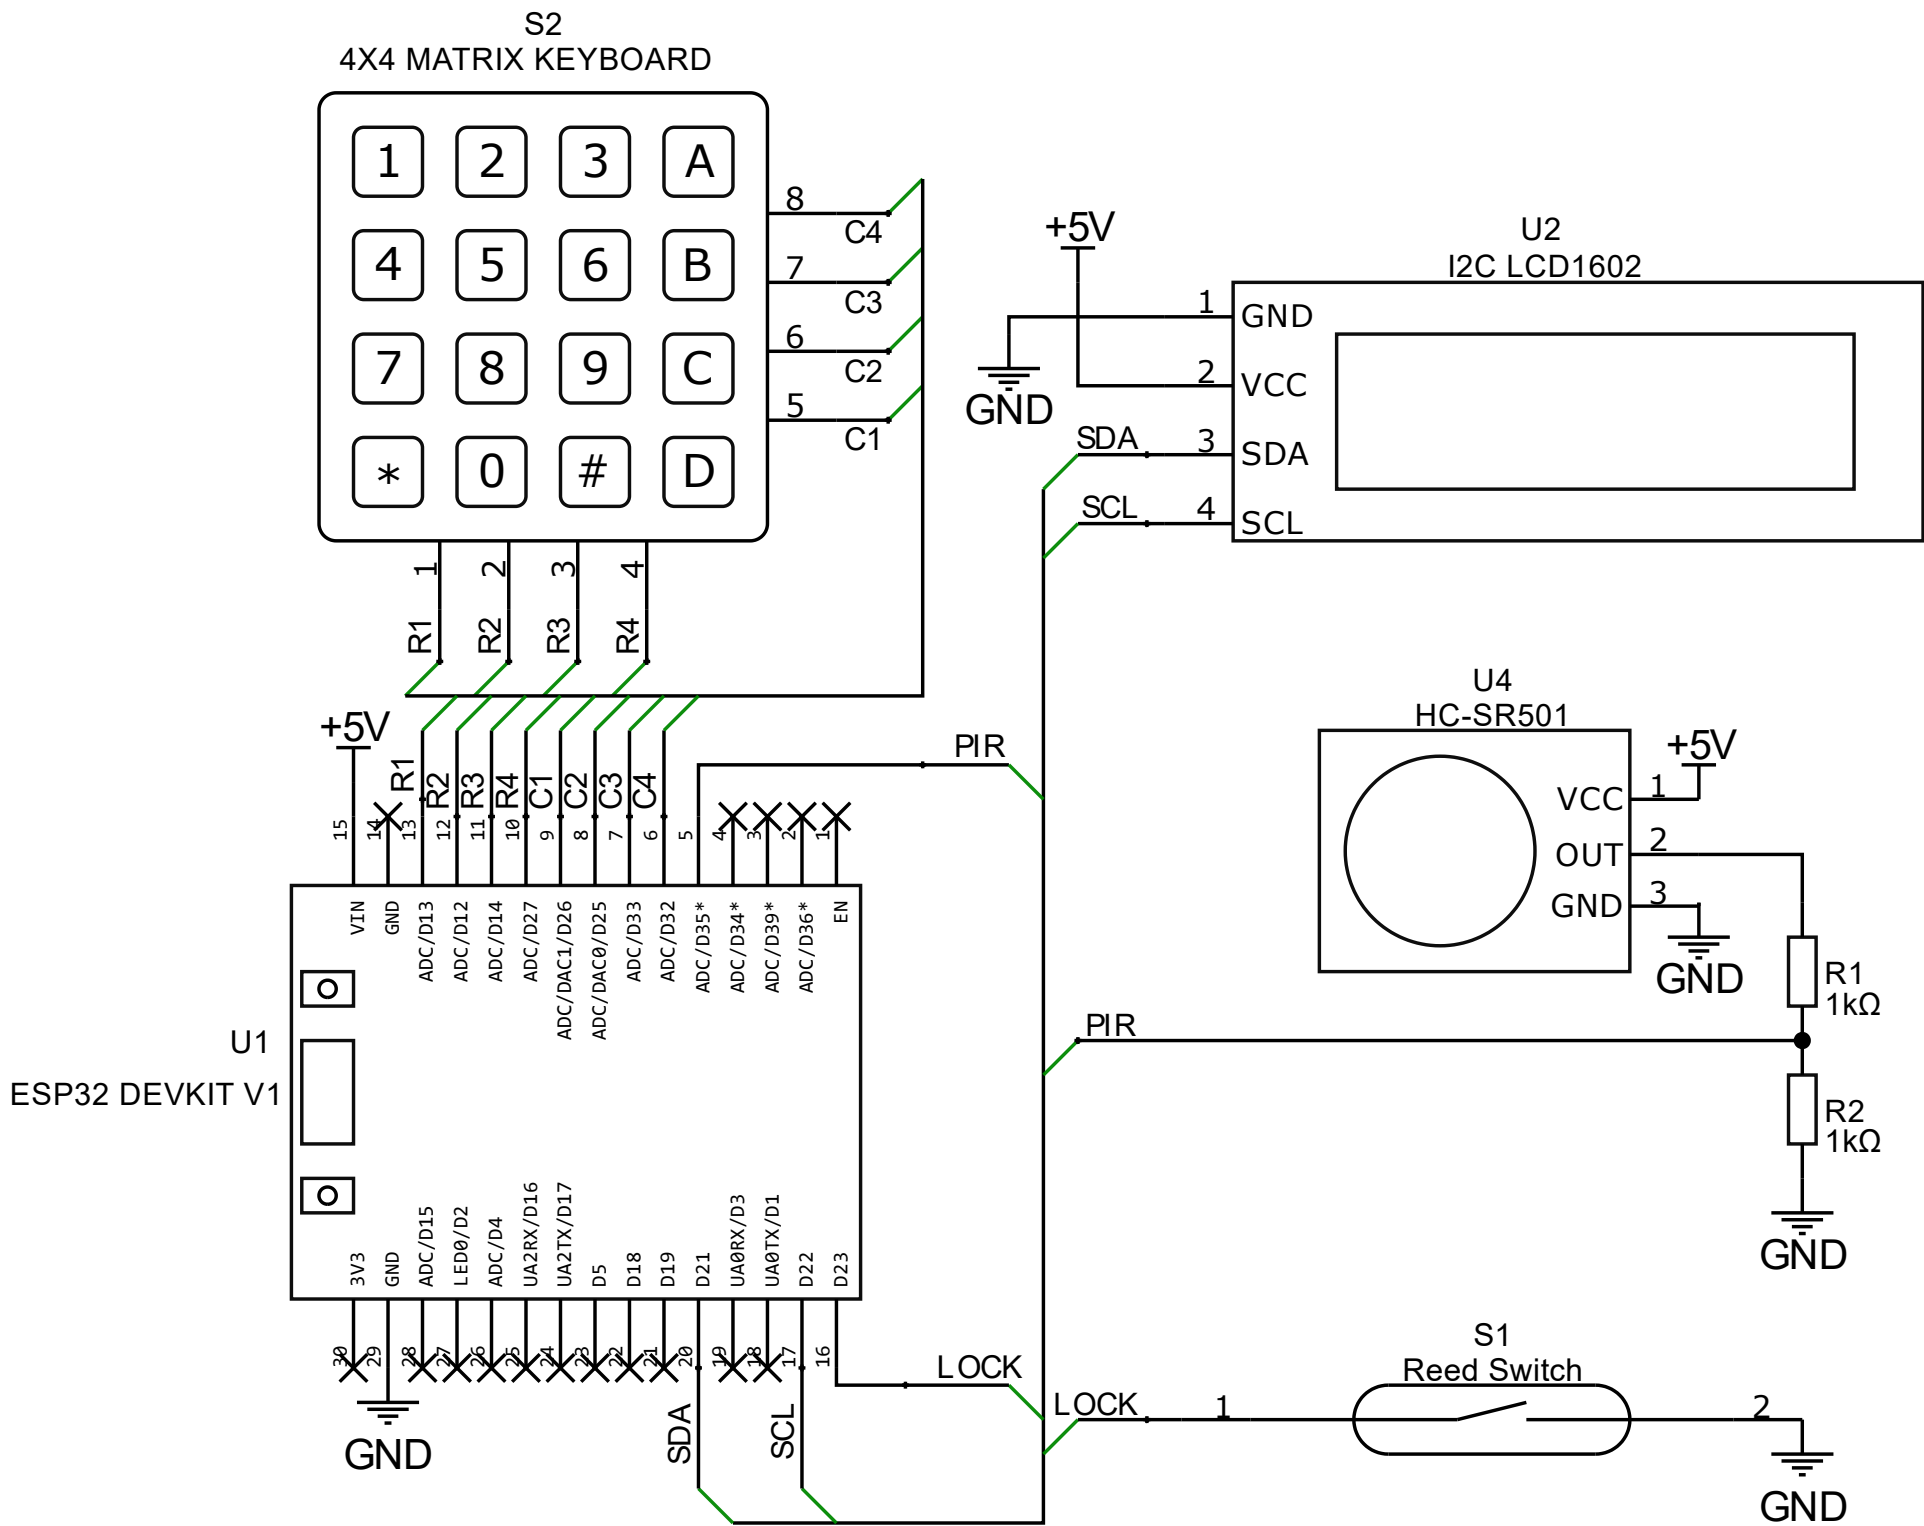 S2
4X4 MATRIX KEYBOARD
1 2 3 A
4 5 6 B
7 8 9 C
* 0 # D
8
C4
7
C3
6
C2
5
C1
1 2 3 4
R1 R2 R3 R4
+5V
GND
U2
I2C LCD1602
1 GND
2 VCC
SDA 3 SDA
SCL 4 SCL
U4
HC-SR501
+5V
VCC 1
OUT 2
GND 3
GND
R1
1kΩ
PIR
R2
1kΩ
GND
+5V
R1 R2 R3 R4 C1 C2 C3 C4
PIR
15 14 13 12 11 10 9 8 7 6 5 4 3 2 1
VIN
GND
ADC/D13
ADC/D12
ADC/D14
ADC/D27
ADC/DAC1/D26
ADC/DAC0/D25
ADC/D33
ADC/D32
ADC/D35*
ADC/D34*
ADC/D39*
ADC/D36*
EN
U1
ESP32 DEVKIT V1
3V3
GND
ADC/D15
LED0/D2
ADC/D4
UA2RX/D16
UA2TX/D17
D5
D18
D19
D21
UA0RX/D3
UA0TX/D1
D22
D23
30 29 28 27 26 25 24 23 22 21 20 19 18 17 16
GND
SDA
SCL
LOCK
LOCK
S1
Reed Switch
1 2
GND